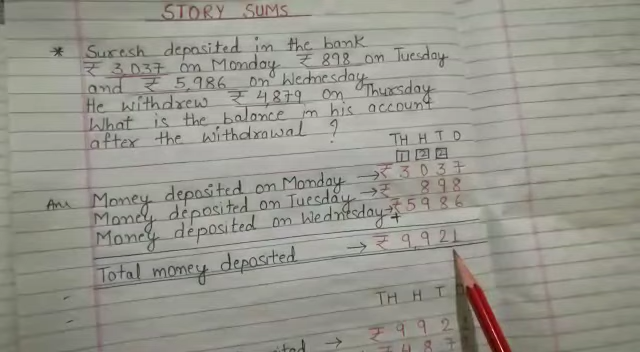 STORY SUMS
* Suresh deposited in the bank
₹ 3,037 on Monday ₹ 898 on Tuesday
and ₹ 5,986 on Wednesday
He withdrew ₹ 4,879 on Thursday
What is the balance in his account
after the withdrawal ?
TH H T O
1 2 2
Ans Money deposited on Monday → ₹ 3 0 3 7
Money deposited on Tuesday → ₹ 8 9 8
Money deposited on Wednesday → + ₹ 5 9 8 6
Total money deposited → ₹ 9,9 2 1
TH H T
→ ₹ 9 9 2
₹ 4 8 7